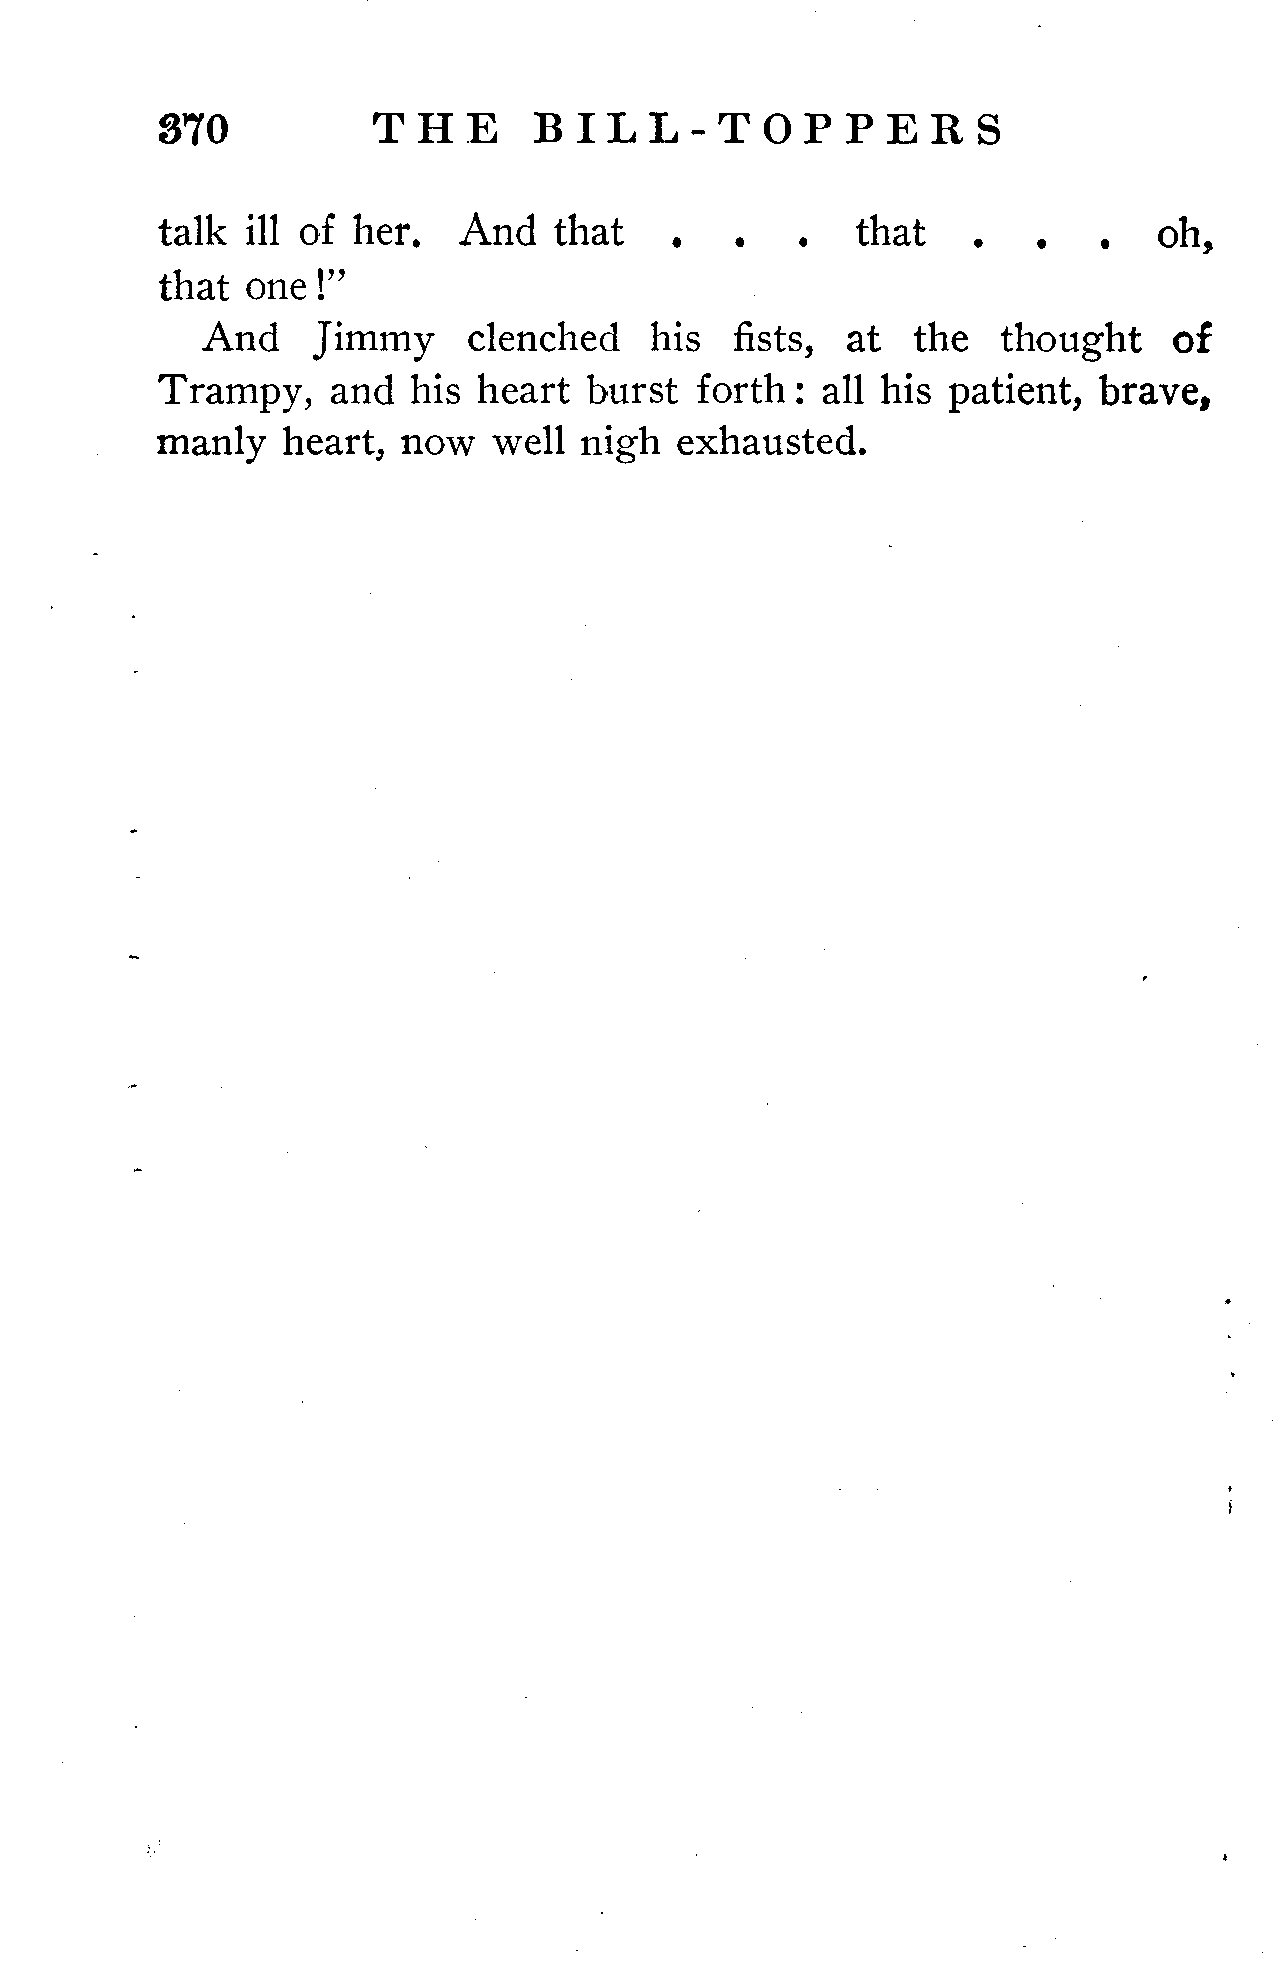 370 THE BILL-TOPPERS
talk ill of her. And that . . . that . . . oh,
that one!”
And Jimmy clenched his fists, at the thought of
Trampy, and his heart burst forth: all his patient, brave,
manly heart, now well nigh exhausted.